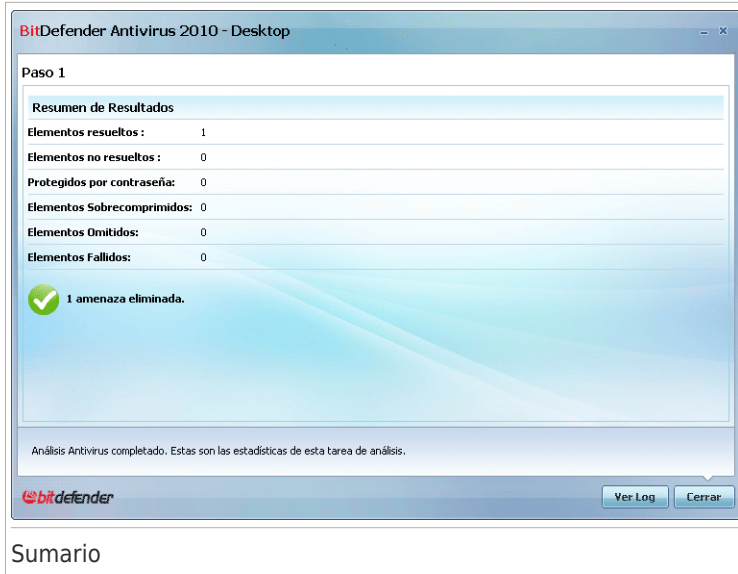 BitDefender Antivirus 2010 - Desktop
Paso 1
Resumen de Resultados
Elementos resueltos : 1
Elementos no resueltos : 0
Protegidos por contraseña: 0
Elementos Sobrecomprimidos: 0
Elementos Omitidos: 0
Elementos Fallidos: 0
1 amenaza eliminada.
Análisis Antivirus completado. Estas son las estadísticas de esta tarea de análisis.
bitdefender
Ver Log Cerrar
Sumario